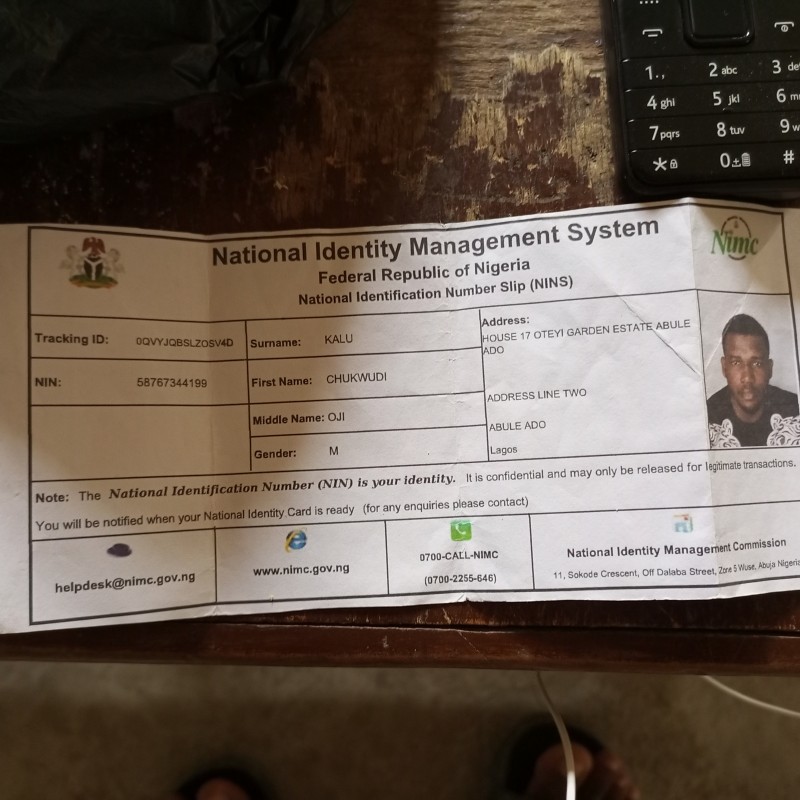 1 .,
2 abc
3 de
4 ghi
5 jkl
6 m
7 pqrs
8 tuv
9 w
*
0 ±
#
National Identity Management System
Federal Republic of Nigeria
National Identification Number Slip (NINS)
Nimc
Tracking ID: 0QVYJQBSLZOSV4D
Surname: KALU
Address:
HOUSE 17 OTEYI GARDEN ESTATE ABULE
ADO
NIN: 58767344199
First Name: CHUKWUDI
ADDRESS LINE TWO
Middle Name: OJI
ABULE ADO
Gender: M
Lagos
Note: The National Identification Number (NIN) is your identity. It is confidential and may only be released for legitimate transactions.
You will be notified when your National Identity Card is ready (for any enquiries please contact)
helpdesk@nimc.gov.ng
www.nimc.gov.ng
0700-CALL-NIMC
(0700-2255-646)
National Identity Management Commission
11, Sokode Crescent, Off Dalaba Street, Zone 5 Wuse, Abuja Nigeria